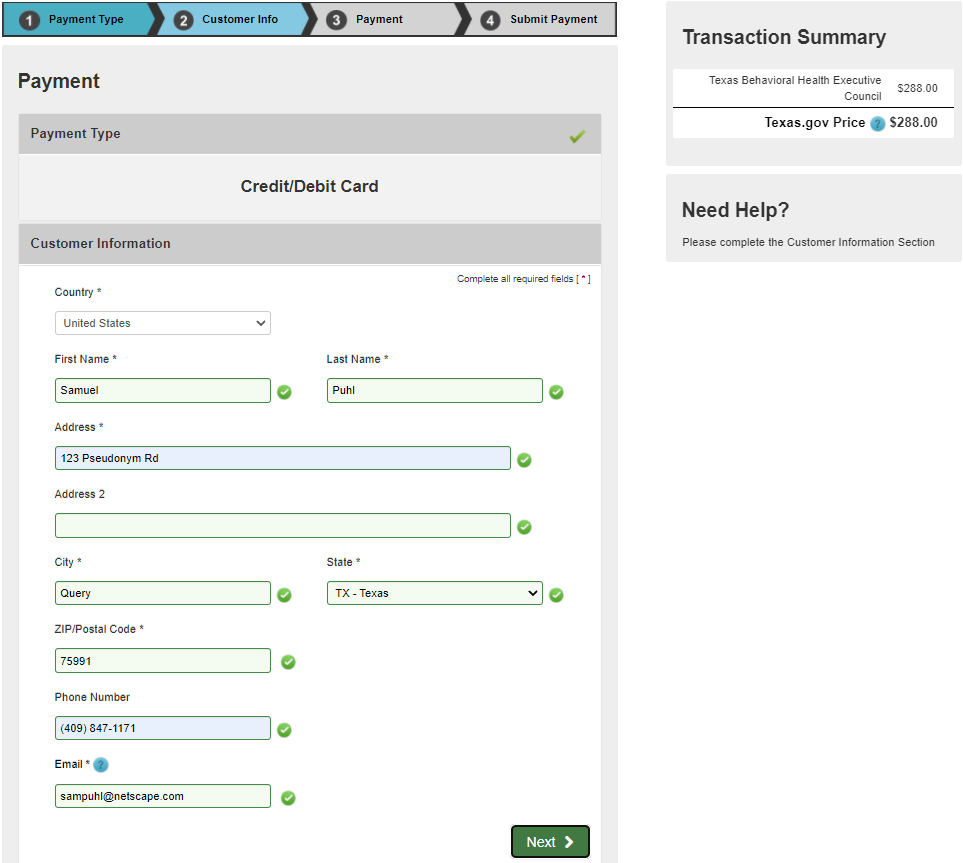 1 Payment Type 2 Customer Info 3 Payment 4 Submit Payment
Payment
Payment Type
Credit/Debit Card
Customer Information
Complete all required fields [ * ]
Country *
United States
First Name * Last Name *
Samuel Puhl
Address *
123 Pseudonym Rd
Address 2
City * State *
Query TX - Texas
ZIP/Postal Code *
75991
Phone Number
(409) 847-1171
Email * ?
sampuhl@netscape.com
Next
Transaction Summary
Texas Behavioral Health Executive
Council $288.00
Texas.gov Price ? $288.00
Need Help?
Please complete the Customer Information Section